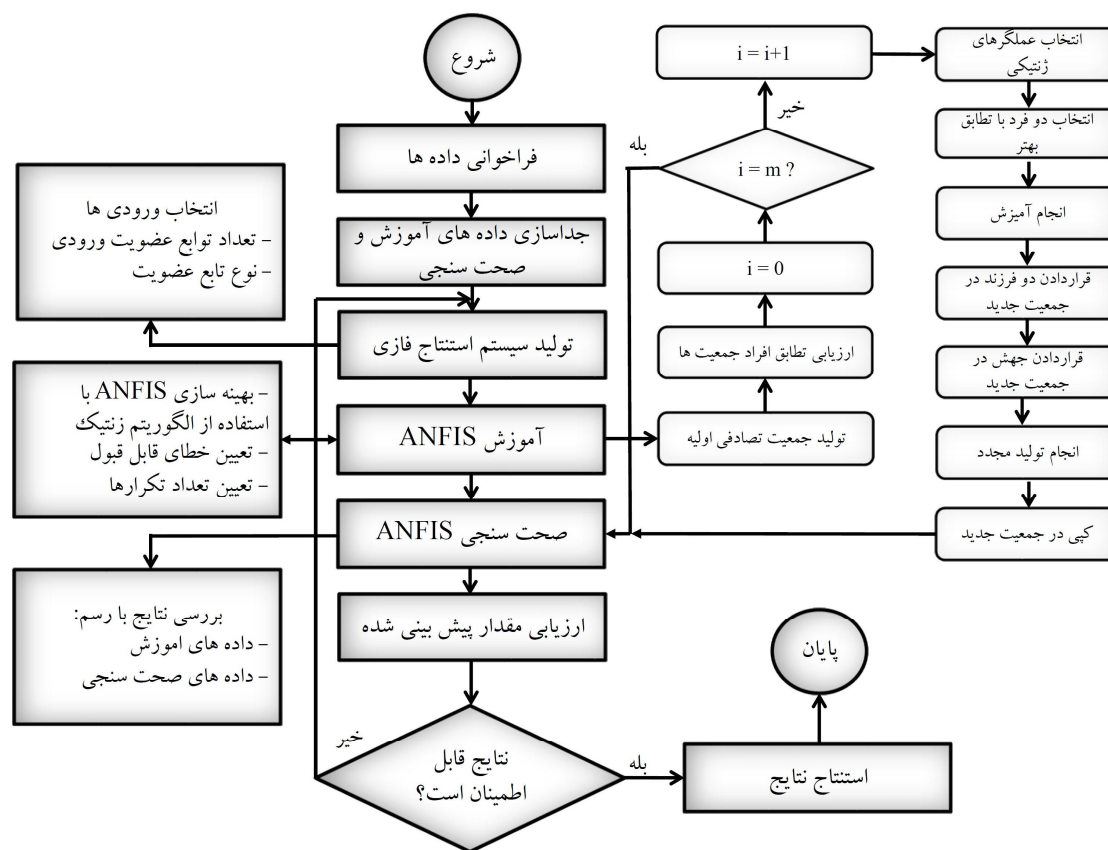 شروع
فراخوانی داده ها
جداسازی داده های آموزش و
صحت سنجی
تولید سیستم استنتاج فازی
آموزش ANFIS
صحت سنجی ANFIS
ارزیابی مقدار پیش بینی شده
نتایج قابل
اطمینان است؟
خیر
بله
استنتاج نتایج
پایان
انتخاب ورودی ها
- تعداد توابع عضویت ورودی
- نوع تابع عضویت
- بهینه سازی ANFIS با
استفاده از الگوریتم زنتیک
- تعیین خطای قابل قبول
- تعیین تعداد تکرارها
بررسی نتایج با رسم:
- داده های اموزش
- داده های صحت سنجی
تولید جمعیت تصادفی اولیه
ارزیابی تطابق افراد جمعیت ها
i = 0
i = m ?
بله
خیر
i = i+1
انتخاب عملگرهای
ژنتیکی
انتخاب دو فرد با تطابق
بهتر
انجام آمیزش
قراردادن دو فرزند در
جمعیت جدید
قراردادن جهش در
جمعیت جدید
انجام تولید مجدد
کپی در جمعیت جدید